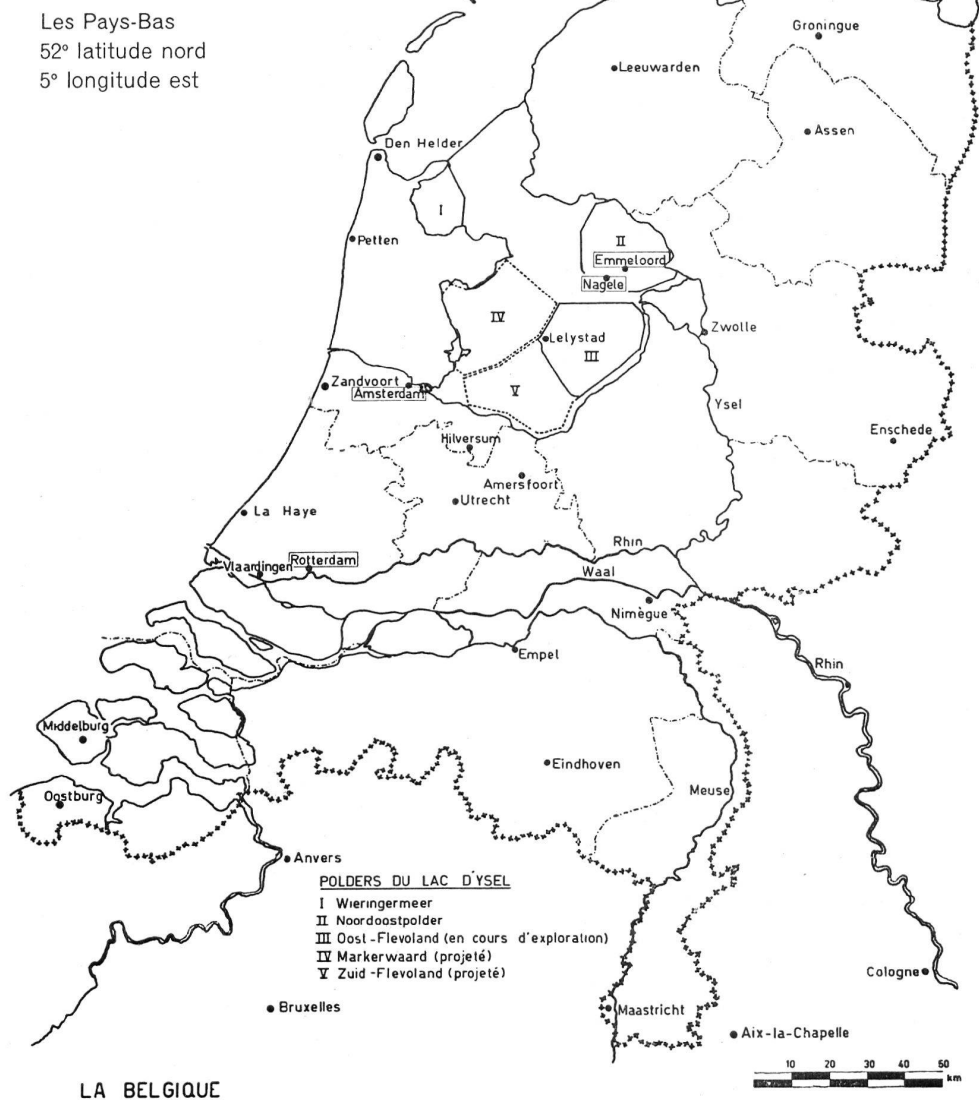 Les Pays-Bas
52° latitude nord
5° longitude est
Groningue
Leeuwarden
Assen
Den Helder
I
Petten
II
Emmeloord
Nagele
IV
Zwolle
Lelystad
III
Zandvoort
Amsterdam
V
Ysel
Enschede
Hilversum
Amersfoort
Utrecht
La Haye
Rhin
Vlaardingen
Rotterdam
Waal
Nimègue
Empel
Rhin
Middelburg
Eindhoven
Meuse
Oostburg
Anvers
POLDERS DU LAC D'YSEL
I Wieringermeer
II Noordoostpolder
III Oost-Flevoland (en cours d'exploration)
IV Markerwaard (projeté)
V Zuid-Flevoland (projeté)
Cologne
Bruxelles
Maastricht
Aix-la-Chapelle
10 20 30 40 50
km
LA BELGIQUE